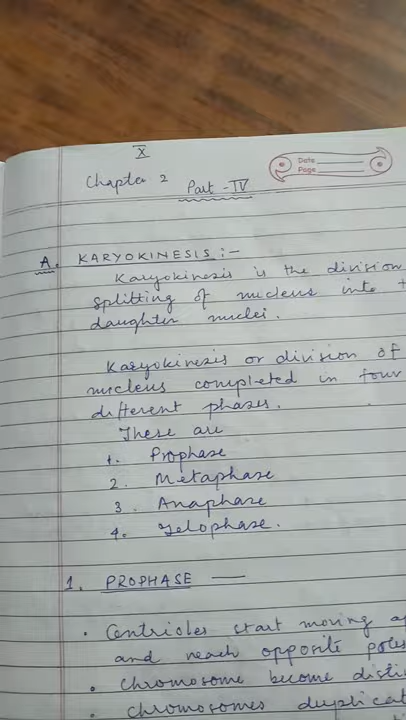 X
Date
Page
Chapter 2 Part - IV
A. KARYOKINESIS :-
Karyokinesis is the division
splitting of nucleus into
daughter nuclei.
Karyokinesis or division of
nucleus completed in four
different phases.
These are
1. Prophase
2. Metaphase
3. Anaphase
4. Telophase.
1. PROPHASE —
• Centrioles start moving
and reach opposite poles
• chromosome become
• chromosomes